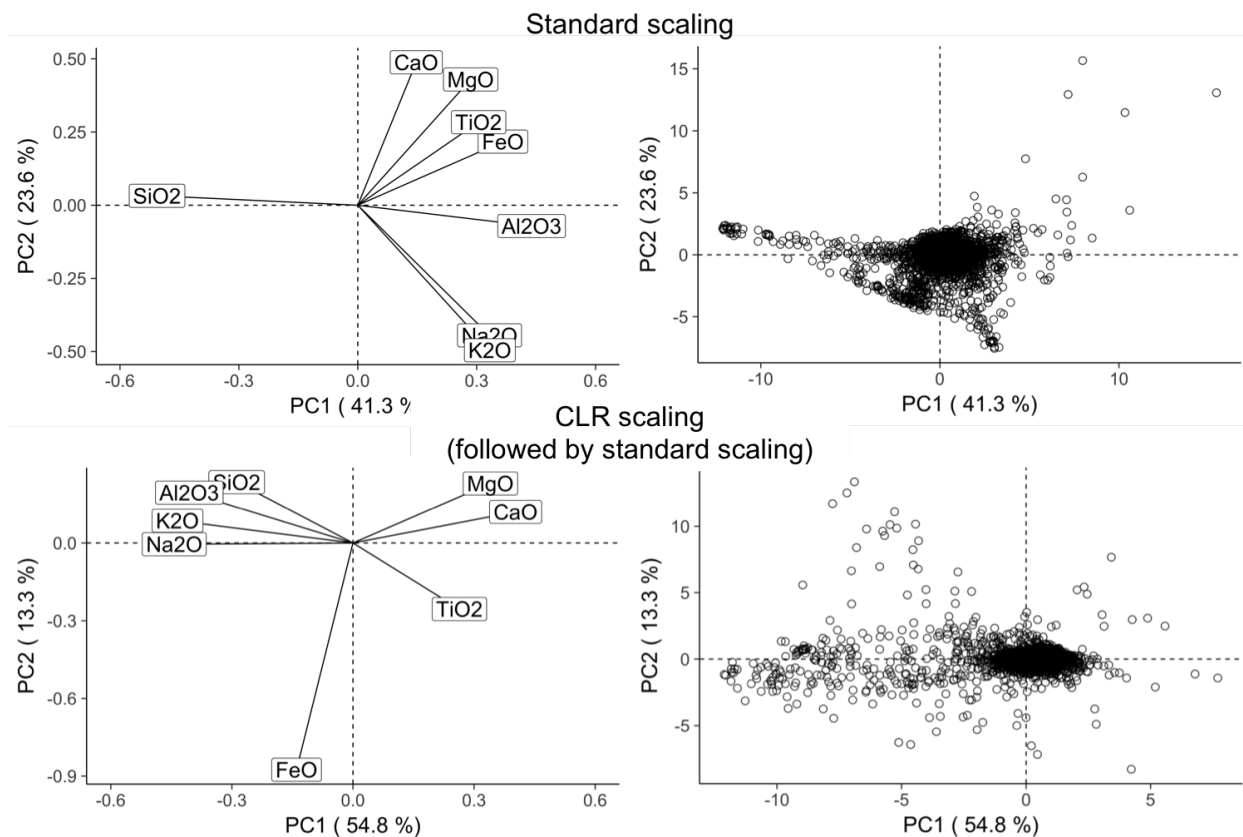 Standard scaling
0.50
0.25
0.00
-0.25
-0.50
PC2 ( 23.6 %)
CaO
MgO
TiO2
FeO
SiO2
Al2O3
Na2O
K2O
-0.6 -0.3 0.0 0.3 0.6
PC1 ( 41.3 %
15
10
5
0
-5
PC2 ( 23.6 %)
-10 0 10
PC1 ( 41.3 %)
CLR scaling
(followed by standard scaling)
0.0
-0.3
-0.6
-0.9
PC2 ( 13.3 %)
SiO2
Al2O3
K2O
Na2O
MgO
CaO
TiO2
FeO
-0.6 -0.3 0.0 0.3 0.6
PC1 ( 54.8 %)
10
5
0
-5
PC2 ( 13.3 %)
-10 -5 0 5
PC1 ( 54.8 %)